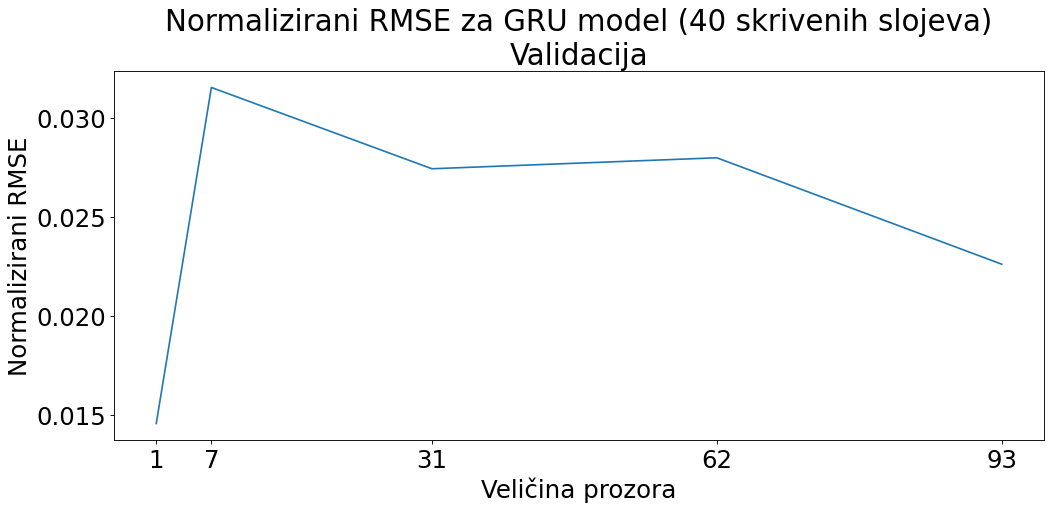 Normalizirani RMSE za GRU model (40 skrivenih slojeva)
Validacija
Normalizirani RMSE
0.030
0.025
0.020
0.015
1 7 31 62 93
Veličina prozora